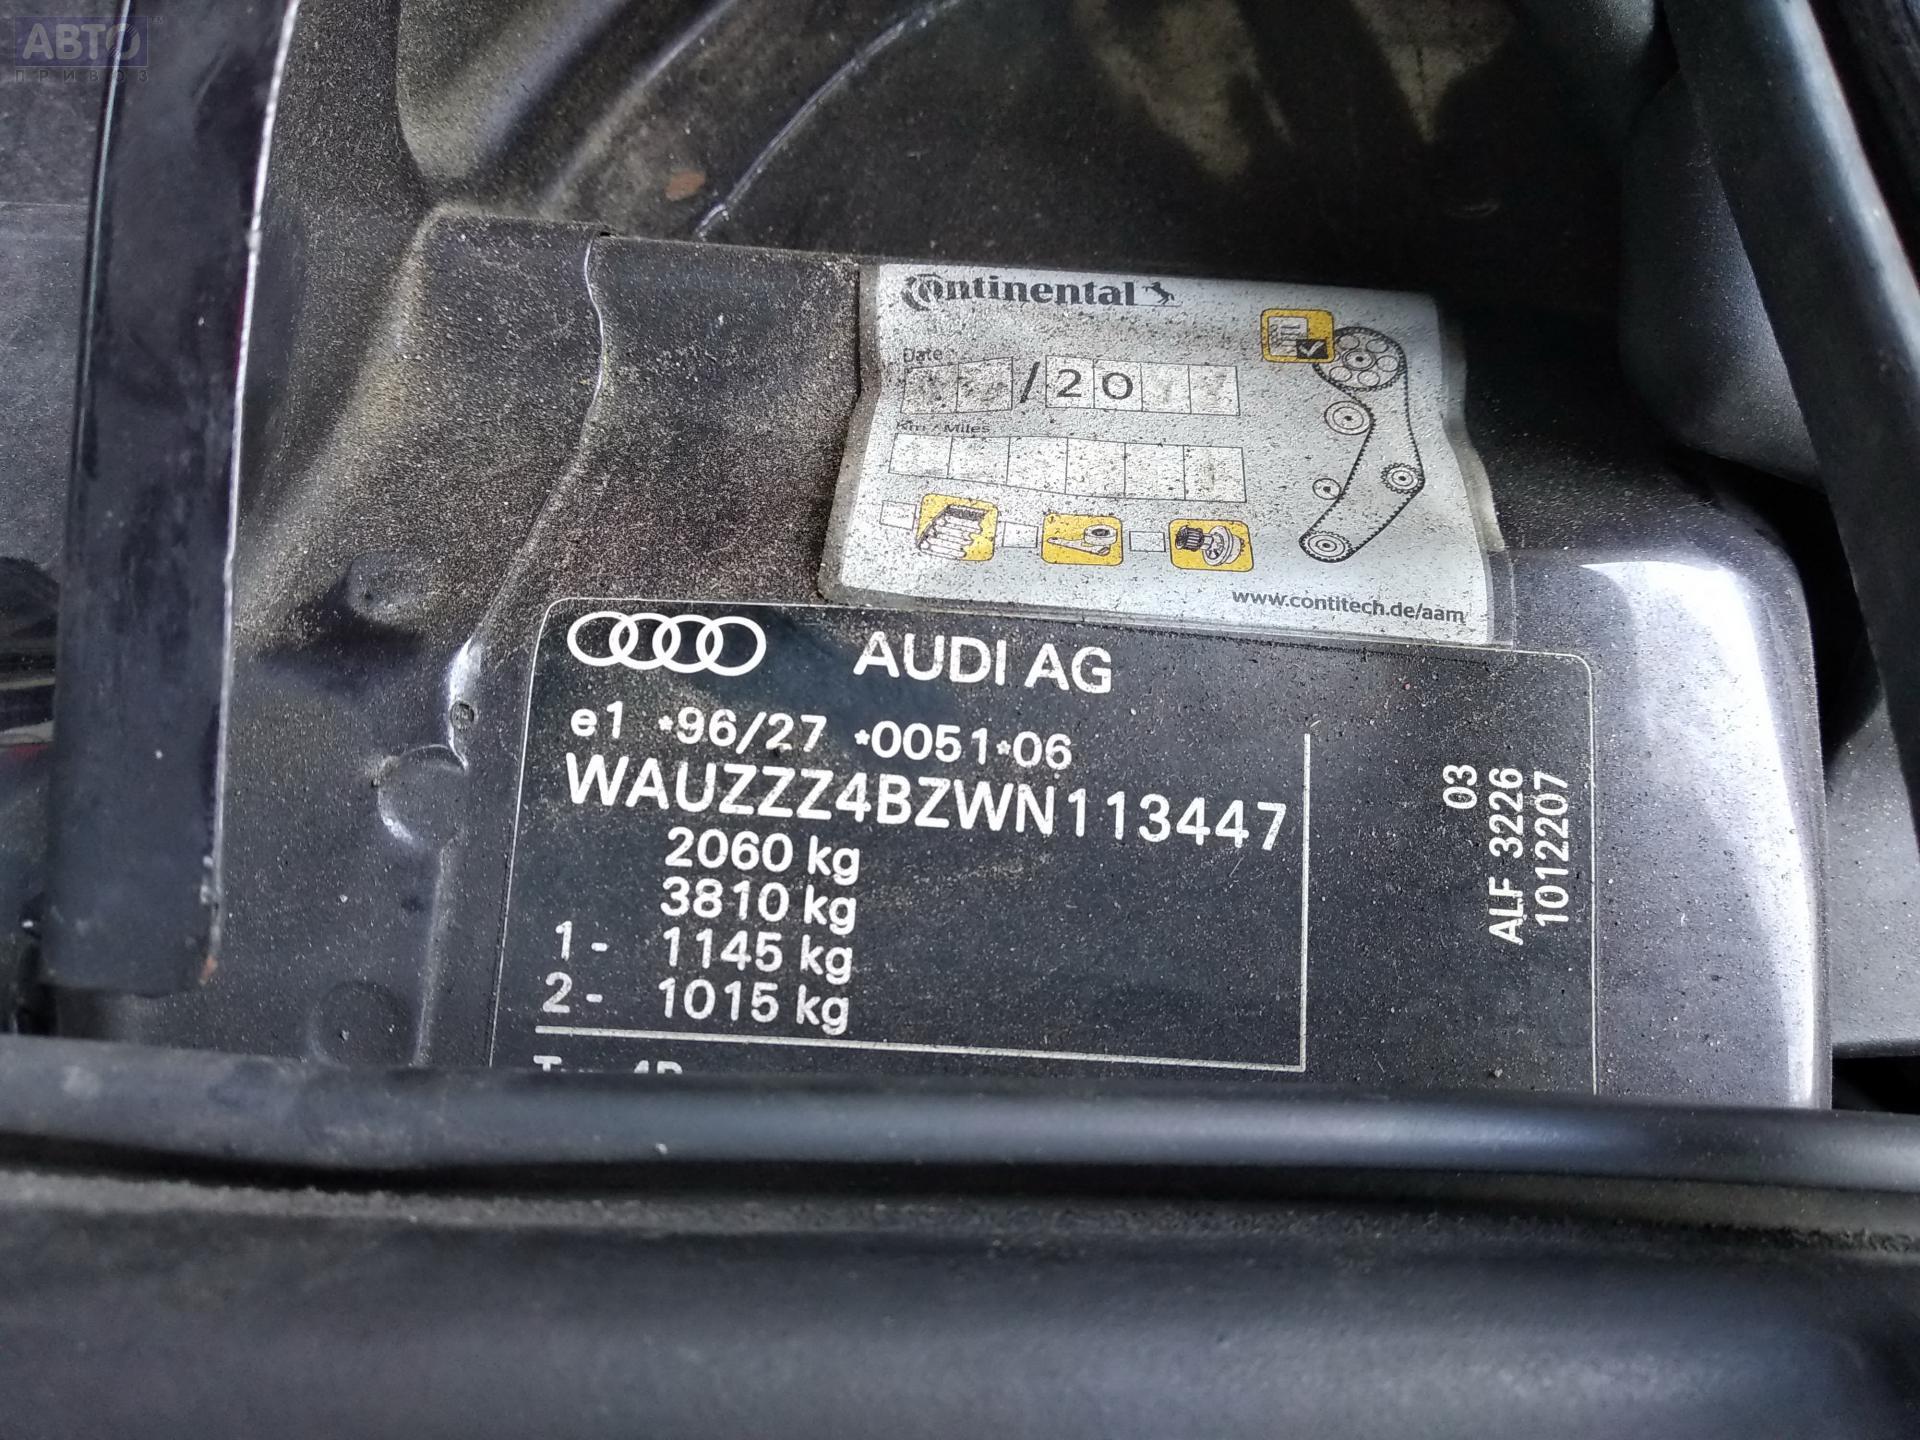 АВТО
ПРИВОЗ
Continental
Date
/20
Km / Miles
www.contitech.de/aam
AUDI AG
e1 *96/27 *0051*06
WAUZZZ4BZWN113447
2060 kg
3810 kg
1- 1145 kg
2- 1015 kg
03
ALF 3226
10122207